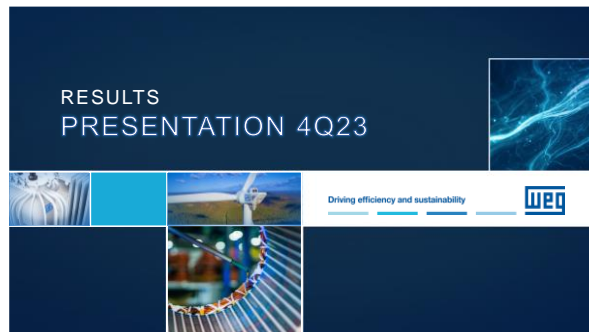 RESULTS
PRESENTATION 4Q23
Driving efficiency and sustainability
weg